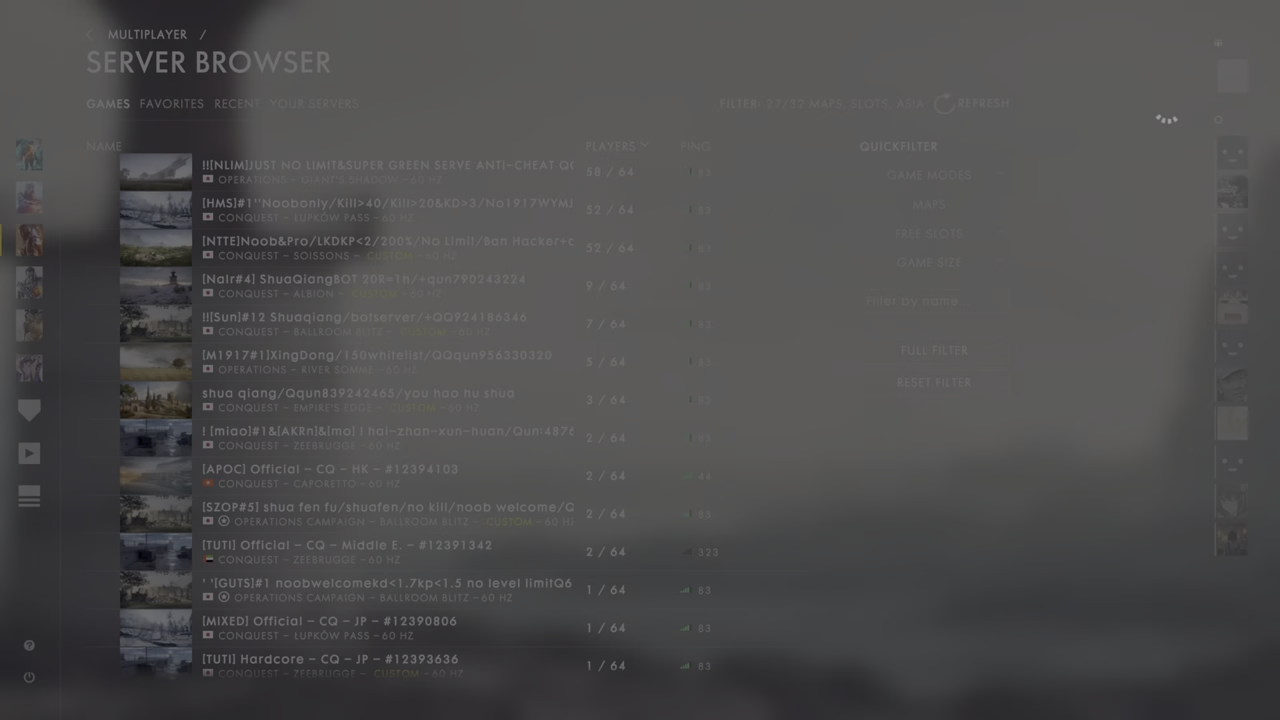 MULTIPLAYER /
SERVER BROWSER
GAMES FAVORITES RECENT YOUR SERVERS
FILTER: 27/32 MAPS/SLOTS ASIA REFRESH
NAME PLAYERS PING QUICKFILTER
!![NLIM]JUST NO LIMIT&SUPER GREEN SERVE ANTI-CHEAT
OPERATIONS - GIANT'S SHADOW - 60 HZ
58 / 64 83
[HMS]#1''Noobonly/Kill>40/Kill>20&KD>3/No1917WYMJ
CONQUEST - ŁUPKÓW PASS - 60 HZ
52 / 64 83
[NTTE]Noob&Pro/LKDKP<2/200%/No Limit/Ban Hacker+c
CONQUEST - SOISSONS - CUSTOM - 60 HZ
52 / 64 83
[NaIr#4] ShuaQiangBOT 20R=1h/+qun790243224
CONQUEST - ALBION - CUSTOM - 60 HZ
9 / 64 83
!![Sun]#12 Shuaqiang/botserver/+QQ924186346
CONQUEST - BALLROOM BLITZ - CUSTOM - 60 HZ
7 / 64 83
[M1917#1]XingDong/150whitelist/QQqun956330320
OPERATIONS - RIVER SOMME - 60 HZ
5 / 64 83
shua qiang/Qqun839242465/you hao hu shua
CONQUEST - EMPIRE'S EDGE - CUSTOM - 60 HZ
3 / 64 83
! [miao]#1&[AKRn]&[mo] ! hai-zhan-xun-huan/Qun:4876
CONQUEST - ZEEBRUGGE - 60 HZ
2 / 64 83
[APOC] Official - CQ - HK - #12394103
CONQUEST - CAPORETTO - 60 HZ
2 / 64 44
[SZOP#5] shua fen fu/shuafen/no kill/noob welcome/Q
OPERATIONS CAMPAIGN - BALLROOM BLITZ - CUSTOM - 60 HZ
2 / 64 83
[TUTI] Official - CQ - Middle E. - #12391342
CONQUEST - ZEEBRUGGE - 60 HZ
2 / 64 323
' '[GUTS]#1 noobwelcomekd<1.7kp<1.5 no level limitQ6
OPERATIONS CAMPAIGN - BALLROOM BLITZ - 60 HZ
1 / 64 83
[MIXED] Official - CQ - JP - #12390806
CONQUEST - ŁUPKÓW PASS - 60 HZ
1 / 64 83
[TUTI] Hardcore - CQ - JP - #12393636
CONQUEST - ZEEBRUGGE - CUSTOM - 60 HZ
1 / 64 83
GAME MODES
MAPS
FREE SLOTS
GAME SIZE
Filter by name...
FULL FILTER
RESET FILTER